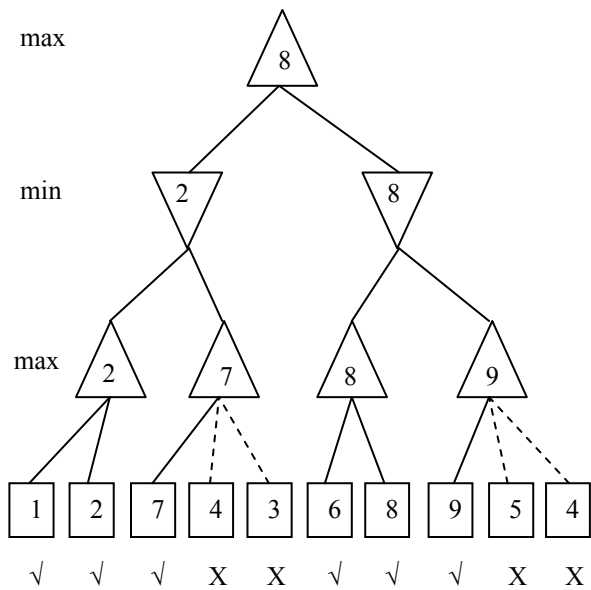 max
8
min
2 8
max
2 7 8 9
1 2 7 4 3 6 8 9 5 4
√ √ √ X X √ √ √ X X